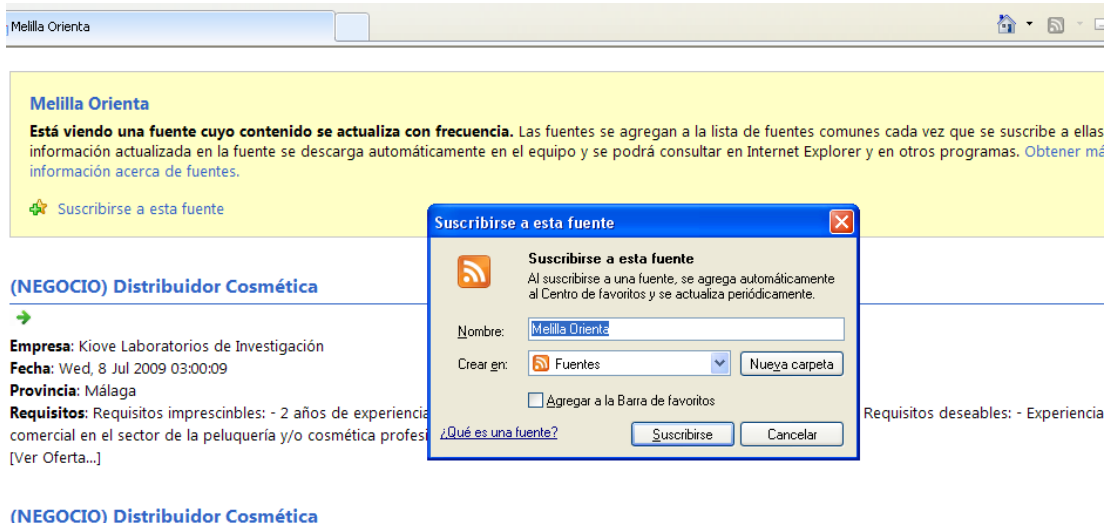 Melilla Orienta
Melilla Orienta
Está viendo una fuente cuyo contenido se actualiza con frecuencia. Las fuentes se agregan a la lista de fuentes comunes cada vez que se suscribe a ellas
información actualizada en la fuente se descarga automáticamente en el equipo y se podrá consultar en Internet Explorer y en otros programas. Obtener má
información acerca de fuentes.
Suscribirse a esta fuente
Suscribirse a esta fuente
Suscribirse a esta fuente
Al suscribirse a una fuente, se agrega automáticamente
al Centro de favoritos y se actualiza periódicamente.
Nombre: Melilla Orienta
Crear en: Fuentes Nueva carpeta
Agregar a la Barra de favoritos
¿Qué es una fuente? Suscribirse Cancelar
(NEGOCIO) Distribuidor Cosmética
Empresa: Kiove Laboratorios de Investigación
Fecha: Wed, 8 Jul 2009 03:00:09
Provincia: Málaga
Requisitos: Requisitos imprescinbles: - 2 años de experiencia Requisitos deseables: - Experiencia
comercial en el sector de la peluquería y/o cosmética profesi
[Ver Oferta...]
(NEGOCIO) Distribuidor Cosmética